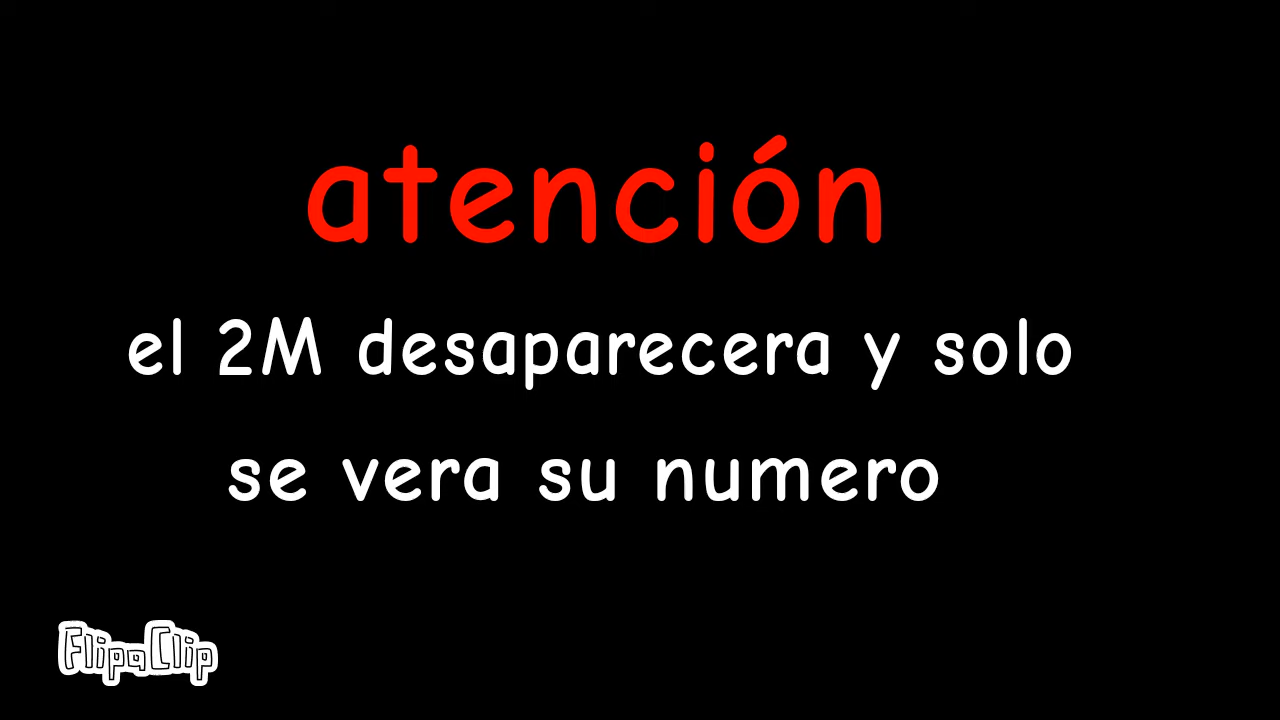 atención
el 2M desaparecera y solo
se vera su numero
FlipaClip